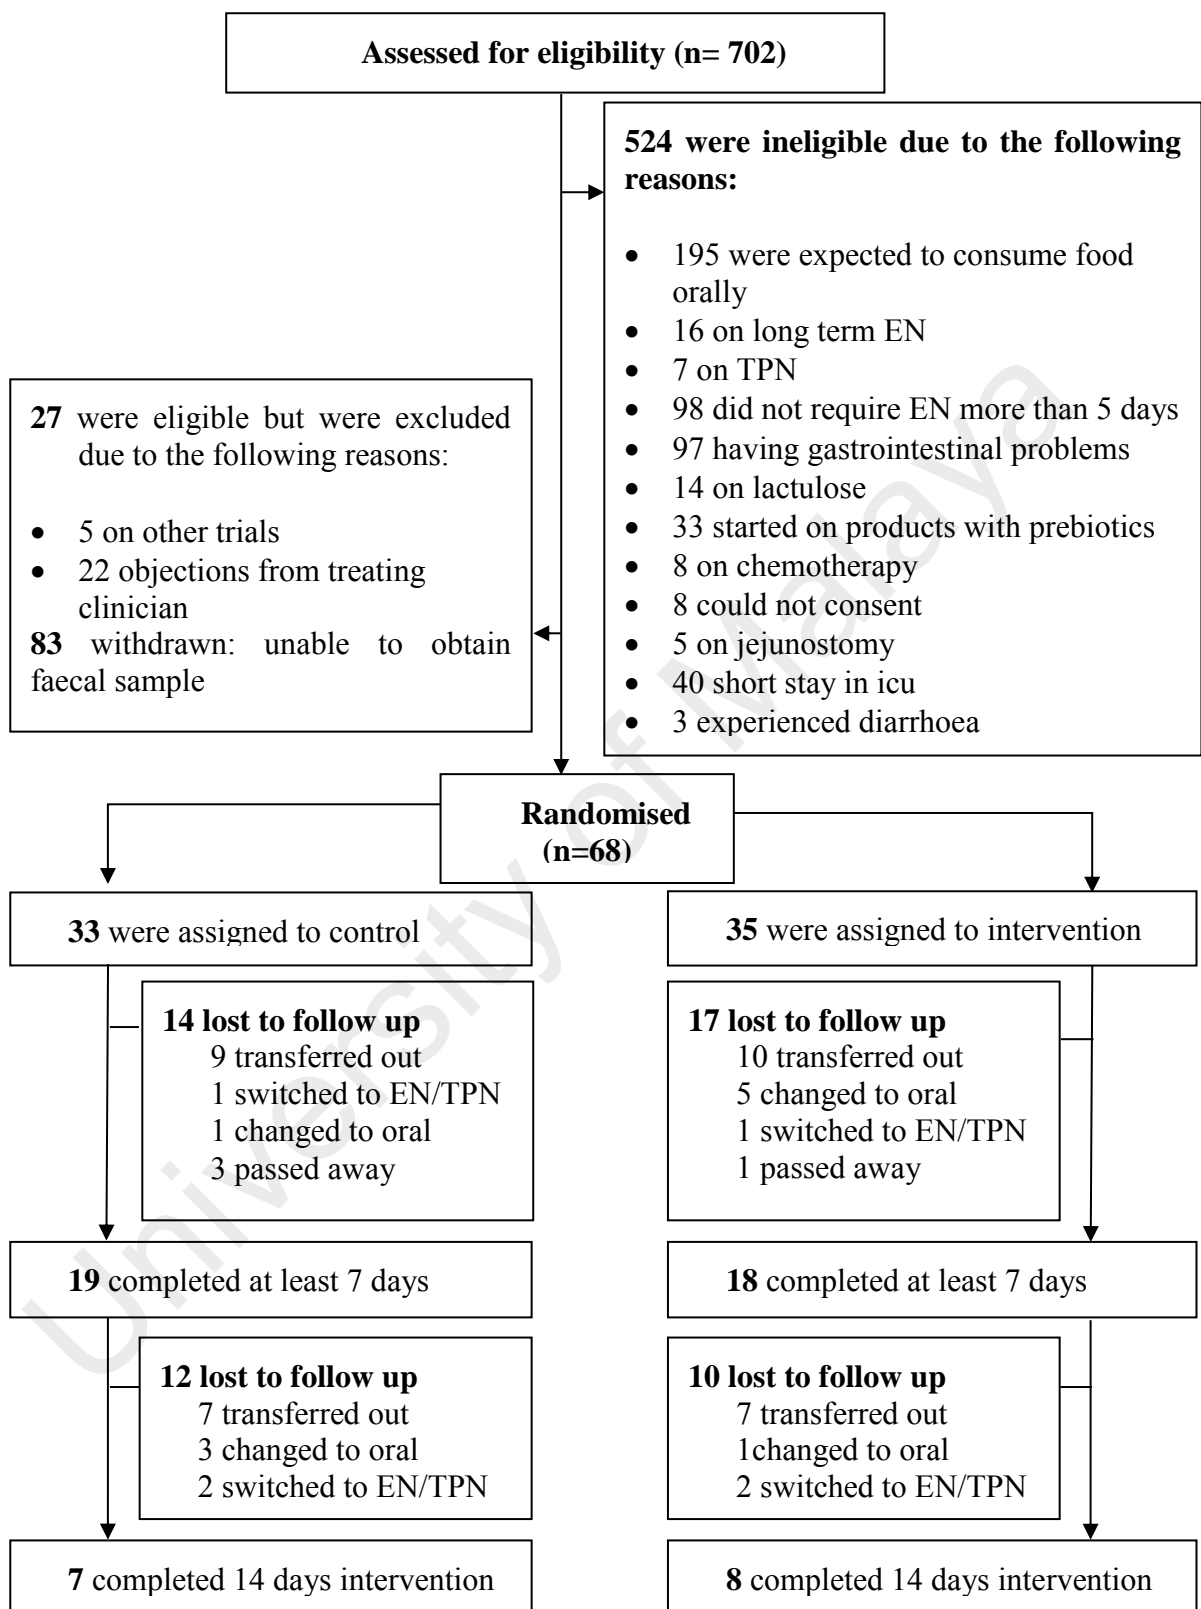 Assessed for eligibility (n= 702)
524 were ineligible due to the following
reasons:
• 195 were expected to consume food
orally
• 16 on long term EN
• 7 on TPN
• 98 did not require EN more than 5 days
• 97 having gastrointestinal problems
• 14 on lactulose
• 33 started on products with prebiotics
• 8 on chemotherapy
• 8 could not consent
• 5 on jejunostomy
• 40 short stay in icu
• 3 experienced diarrhoea
27 were eligible but were excluded
due to the following reasons:
• 5 on other trials
• 22 objections from treating
clinician
83 withdrawn: unable to obtain
faecal sample
Randomised
(n=68)
33 were assigned to control
35 were assigned to intervention
14 lost to follow up
9 transferred out
1 switched to EN/TPN
1 changed to oral
3 passed away
17 lost to follow up
10 transferred out
5 changed to oral
1 switched to EN/TPN
1 passed away
19 completed at least 7 days
18 completed at least 7 days
12 lost to follow up
7 transferred out
3 changed to oral
2 switched to EN/TPN
10 lost to follow up
7 transferred out
1changed to oral
2 switched to EN/TPN
7 completed 14 days intervention
8 completed 14 days intervention
University of Malaya